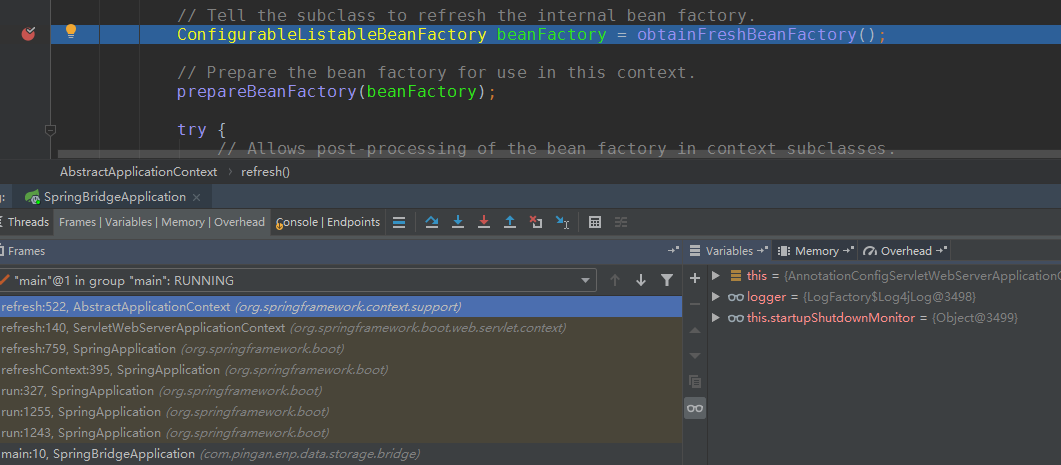 // Tell the subclass to refresh the internal bean factory.
ConfigurableListableBeanFactory beanFactory = obtainFreshBeanFactory();
// Prepare the bean factory for use in this context.
prepareBeanFactory(beanFactory);
try {
// Allows post-processing of the bean factory in context subclasses.
AbstractApplicationContext › refresh()
g: SpringBridgeApplication ×
Threads Frames | Variables | Memory | Overhead Console | Endpoints
Frames Variables Memory Overhead
"main"@1 in group "main": RUNNING
refresh:522, AbstractApplicationContext (org.springframework.context.support)
refresh:140, ServletWebServerApplicationContext (org.springframework.boot.web.servlet.context)
refresh:759, SpringApplication (org.springframework.boot)
refreshContext:395, SpringApplication (org.springframework.boot)
run:327, SpringApplication (org.springframework.boot)
run:1255, SpringApplication (org.springframework.boot)
run:1243, SpringApplication (org.springframework.boot)
main:10, SpringBridgeApplication (com.pingan.enp.data.storage.bridge)
this = {AnnotationConfigServletWebServerApplicationC
logger = {LogFactory$Log4jLog@3498}
this.startupShutdownMonitor = {Object@3499}